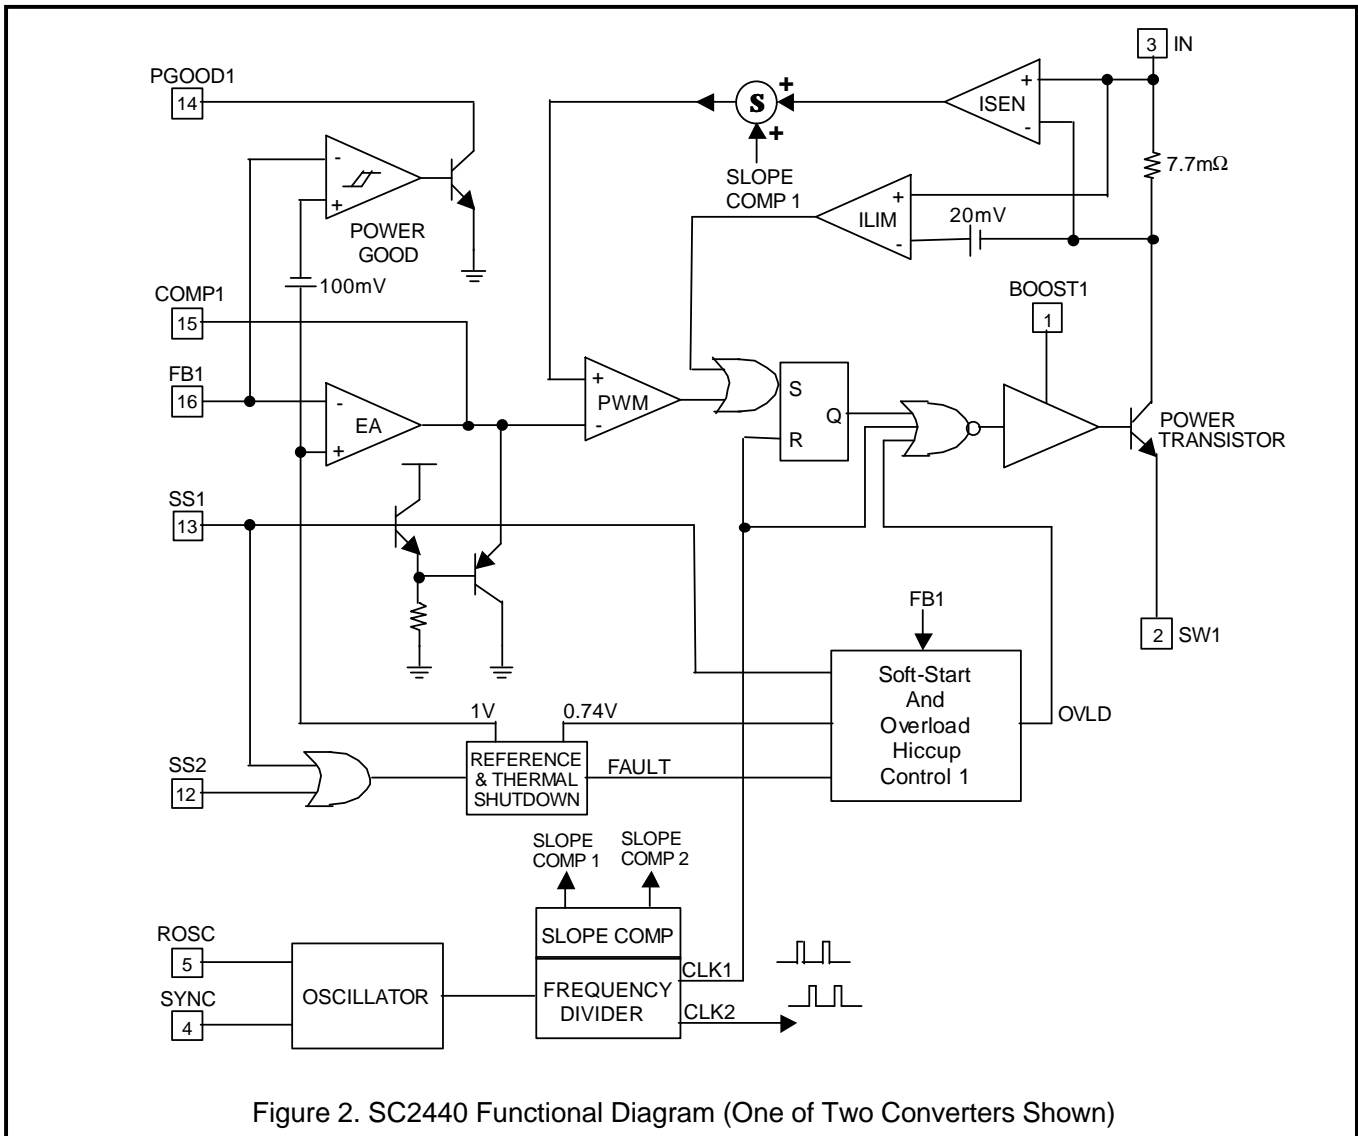 3 IN
PGOOD1
14
+
S
+
+
ISEN
-
7.7mΩ
SLOPE
COMP 1
-
+
POWER
GOOD
+
ILIM
-
20mV
100mV
COMP1
15
BOOST1
1
FB1
16
-
EA
+
+
PWM
-
S
Q
R
POWER
TRANSISTOR
SS1
13
FB1
2 SW1
Soft-Start
And
Overload
Hiccup
Control 1
OVLD
1V
0.74V
SS2
12
REFERENCE
& THERMAL
SHUTDOWN
FAULT
SLOPE
COMP 1
SLOPE
COMP 2
ROSC
5
SYNC
4
OSCILLATOR
SLOPE COMP
FREQUENCY
DIVIDER
CLK1
CLK2
Figure 2. SC2440 Functional Diagram (One of Two Converters Shown)